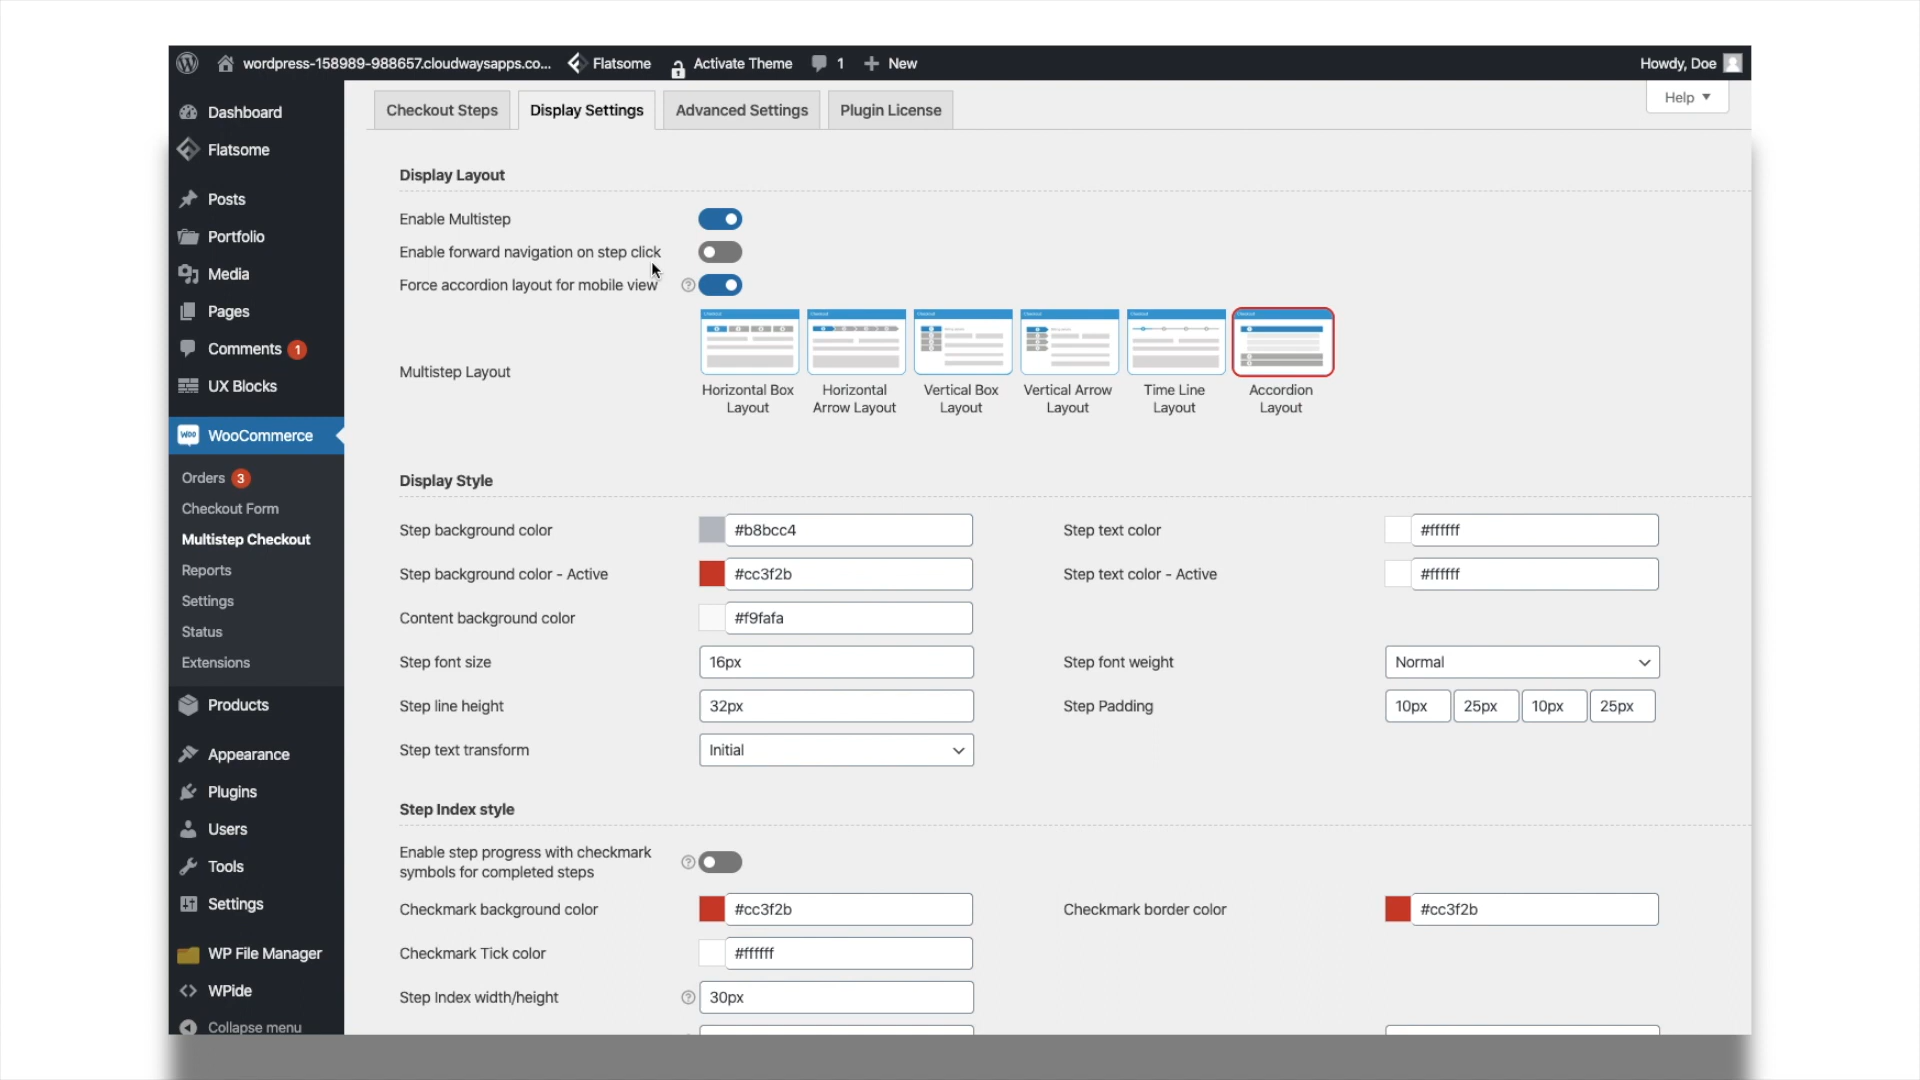 wordpress-158989-988657.cloudwaysapps.co... Flatsome Activate Theme 1 New Howdy, Doe
Help
Checkout Steps Display Settings Advanced Settings Plugin License
Dashboard
Flatsome
Posts
Portfolio
Media
Pages
Comments 1
UX Blocks
WooCommerce
Orders 3
Checkout Form
Multistep Checkout
Reports
Settings
Status
Extensions
Products
Appearance
Plugins
Users
Tools
Settings
WP File Manager
WPide
Collapse menu
Display Layout
Enable Multistep
Enable forward navigation on step click
Force accordion layout for mobile view
Multistep Layout
Horizontal Box Layout
Horizontal Arrow Layout
Vertical Box Layout
Vertical Arrow Layout
Time Line Layout
Accordion Layout
Display Style
Step background color #b8bcc4 Step text color #ffffff
Step background color - Active #cc3f2b Step text color - Active #ffffff
Content background color #f9fafa
Step font size 16px Step font weight Normal
Step line height 32px Step Padding 10px 25px 10px 25px
Step text transform Initial
Step Index style
Enable step progress with checkmark
symbols for completed steps
Checkmark background color #cc3f2b Checkmark border color #cc3f2b
Checkmark Tick color #ffffff
Step Index width/height 30px